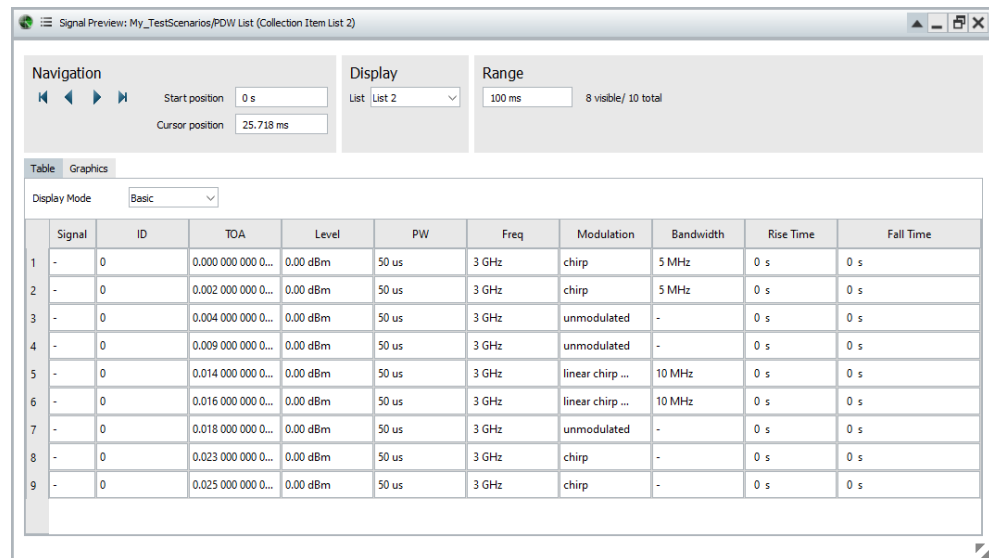 Signal Preview: My_TestScenarios/PDW List (Collection Item List 2)
Navigation
Start position 0 s
Cursor position 25.718 ms
Display
List List 2
Range
100 ms 8 visible/ 10 total
Table Graphics
Display Mode Basic
Signal ID TOA Level PW Freq Modulation Bandwidth Rise Time Fall Time
1 - 0 0.000 000 000 0... 0.00 dBm 50 us 3 GHz chirp 5 MHz 0 s 0 s
2 - 0 0.002 000 000 0... 0.00 dBm 50 us 3 GHz chirp 5 MHz 0 s 0 s
3 - 0 0.004 000 000 0... 0.00 dBm 50 us 3 GHz unmodulated - 0 s 0 s
4 - 0 0.009 000 000 0... 0.00 dBm 50 us 3 GHz unmodulated - 0 s 0 s
5 - 0 0.014 000 000 0... 0.00 dBm 50 us 3 GHz linear chirp ... 10 MHz 0 s 0 s
6 - 0 0.016 000 000 0... 0.00 dBm 50 us 3 GHz linear chirp ... 10 MHz 0 s 0 s
7 - 0 0.018 000 000 0... 0.00 dBm 50 us 3 GHz unmodulated - 0 s 0 s
8 - 0 0.023 000 000 0... 0.00 dBm 50 us 3 GHz chirp - 0 s 0 s
9 - 0 0.025 000 000 0... 0.00 dBm 50 us 3 GHz chirp - 0 s 0 s